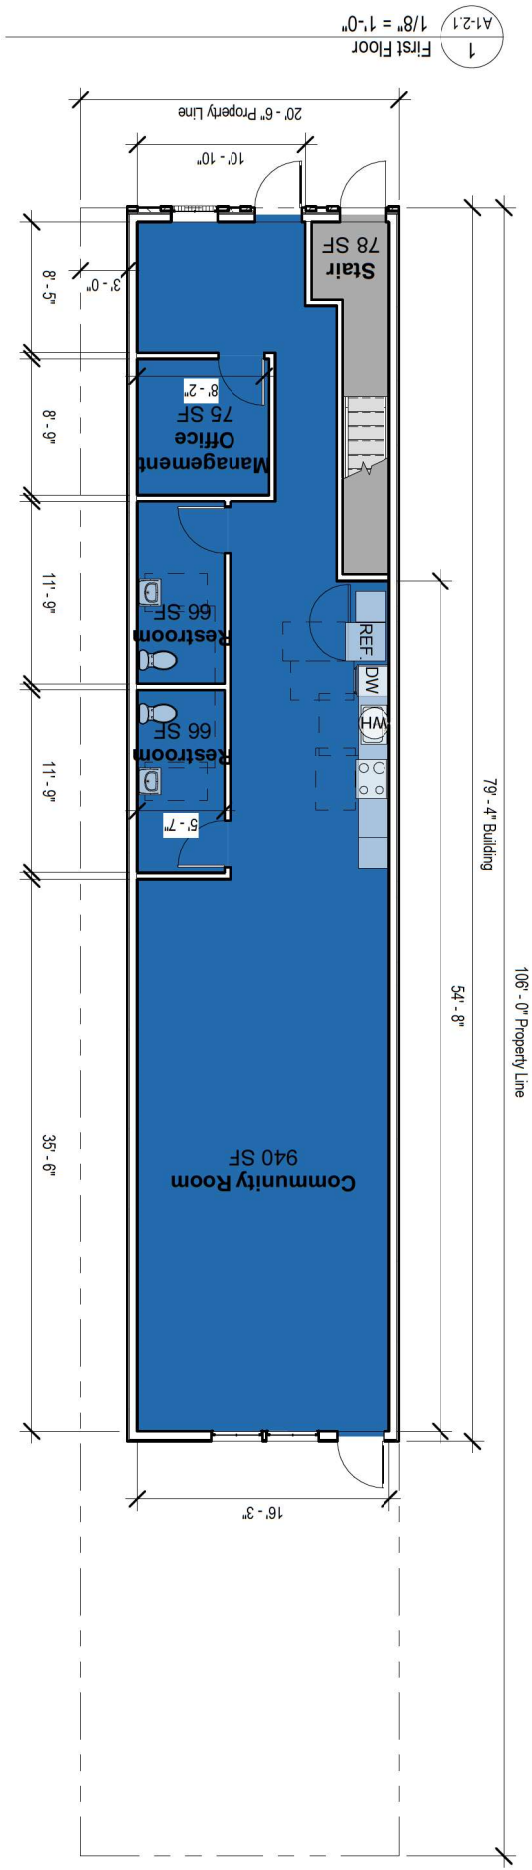 1
A1-2.1
First Floor
1/8" = 1'-0"
20' - 6" Property Line
10' - 10"
3' - 0"
8' - 5"
Stair
78 SF
8' - 2"
Management
Office
75 SF
8' - 9"
Restroom
66 SF
11' - 9"
REF.
DW
WH
Restroom
66 SF
11' - 9"
5' - 7"
79' - 4" Building
106' - 0" Property Line
54' - 8"
35' - 6"
Community Room
940 SF
16' - 3"